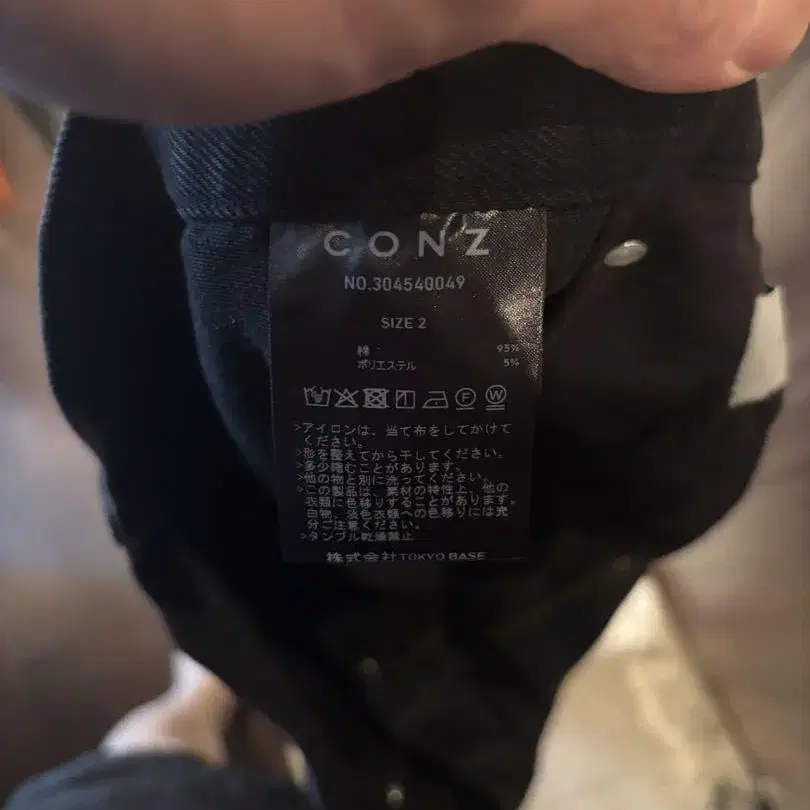 CONZ
NO.304540049
SIZE 2
綿 95%
ポリエステル 5%
F W
>アイロンは、当て布をしてかけて
ください。
>形を整えてから干してください。
>多少縮むことがあります。
>他の物と別に洗ってください。
>この製品は、素材の特性上、他の
衣類に色移りすることがあります。
白物、淡色衣類への色移りには充
分ご注意ください。
>タンブル乾燥禁止
株式会社TOKYO BASE